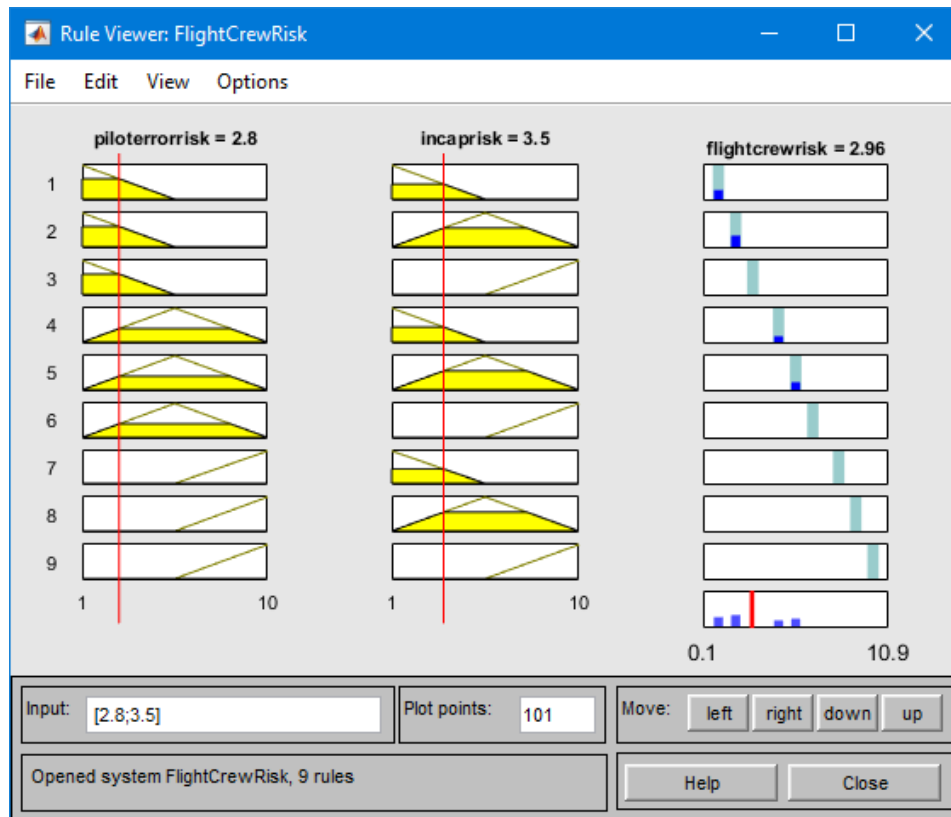 Rule Viewer: FlightCrewRisk
File Edit View Options
piloterrorrisk = 2.8 incaprisk = 3.5 flightcrewrisk = 2.96
1
2
3
4
5
6
7
8
9
1 10 1 10
0.1 10.9
Input: [2.8;3.5] Plot points: 101 Move: left right down up
Opened system FlightCrewRisk, 9 rules Help Close